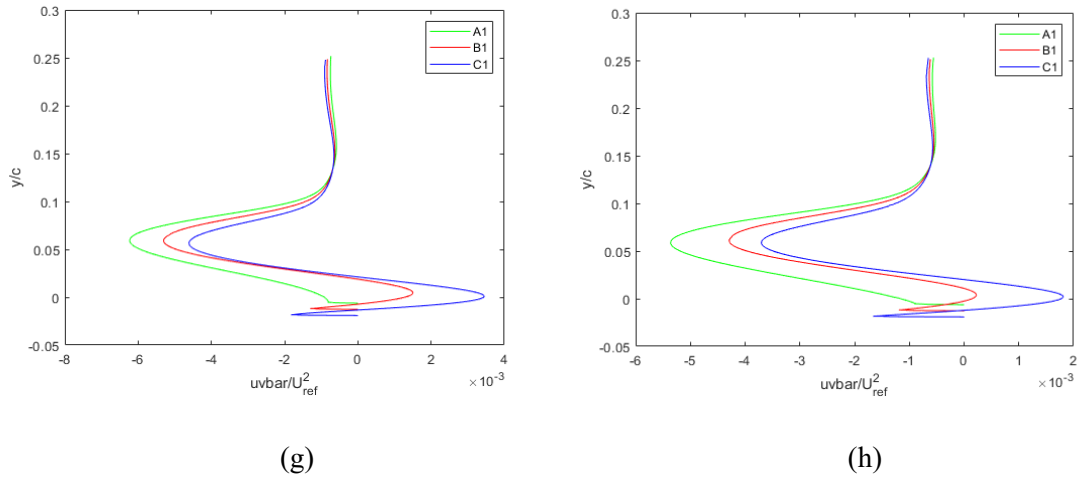 0.3
0.25
0.2
0.15
0.1
0.05
0
-0.05
y/c
-8 -6 -4 -2 0 2 4
uvbar/U²ref
×10⁻³
A1
B1
C1
(g)
0.3
0.25
0.2
0.15
0.1
0.05
0
-0.05
y/c
-6 -5 -4 -3 -2 -1 0 1 2
uvbar/U²ref
×10⁻³
A1
B1
C1
(h)